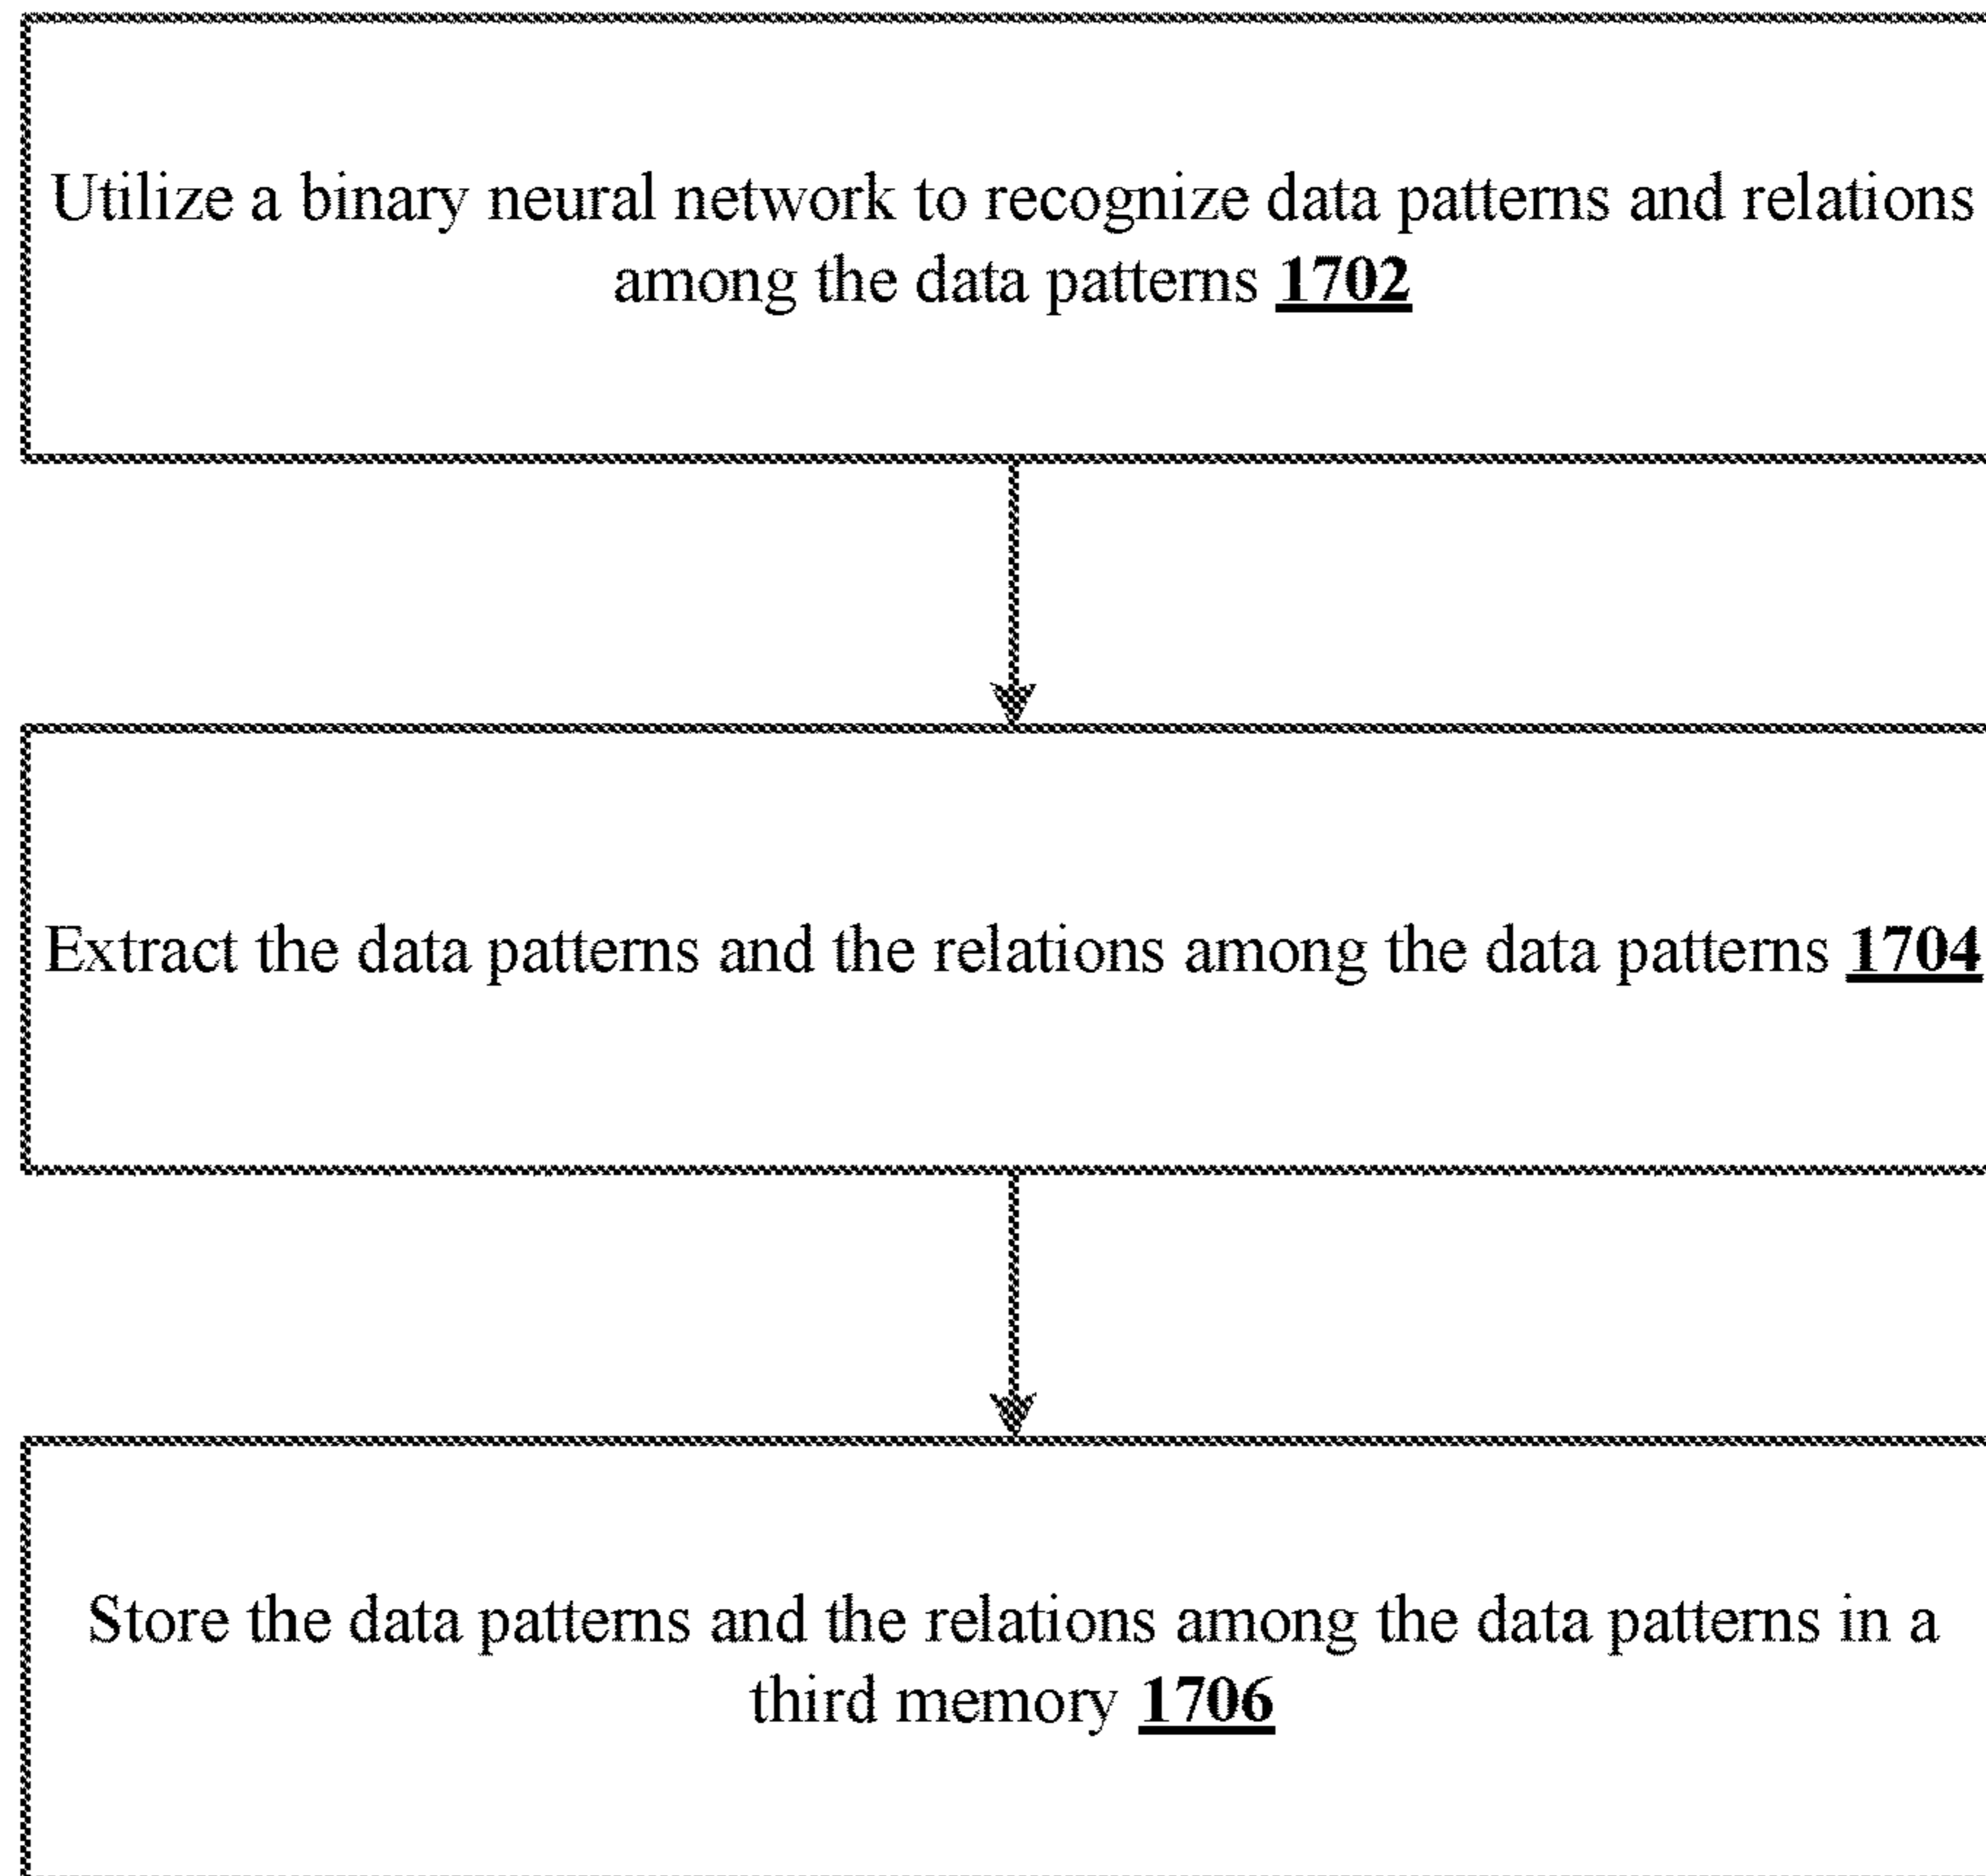 Utilize a binary neural network to recognize data patterns and relations
among the data patterns 1702
Extract the data patterns and the relations among the data patterns 1704
Store the data patterns and the relations among the data patterns in a
third memory 1706